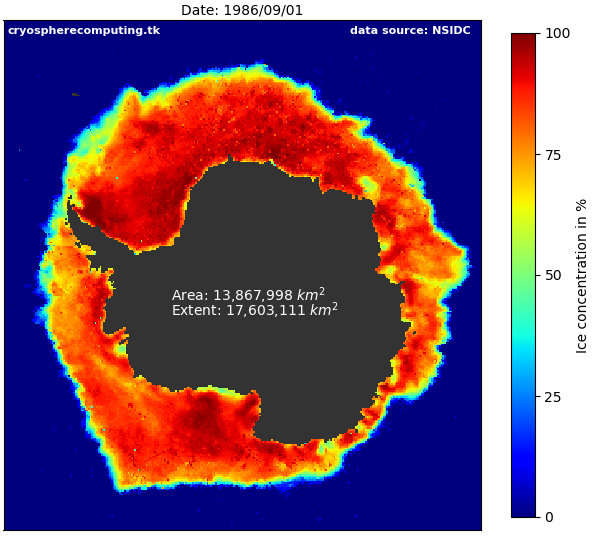 Date: 1986/09/01
cryospherecomputing.tk
data source: NSIDC
Area: 13,867,998 km²
Extent: 17,603,111 km²
100
75
50
25
0
Ice concentration in %